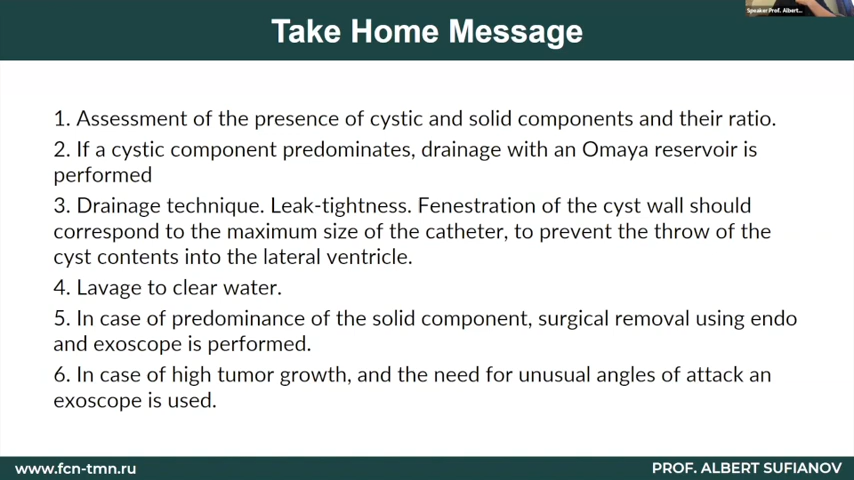 Speaker Prof. Albert...
Take Home Message
1. Assessment of the presence of cystic and solid components and their ratio.
2. If a cystic component predominates, drainage with an Omaya reservoir is
performed
3. Drainage technique. Leak-tightness. Fenestration of the cyst wall should
correspond to the maximum size of the catheter, to prevent the throw of the
cyst contents into the lateral ventricle.
4. Lavage to clear water.
5. In case of predominance of the solid component, surgical removal using endo
and exoscope is performed.
6. In case of high tumor growth, and the need for unusual angles of attack an
exoscope is used.
www.fcn-tmn.ru
PROF. ALBERT SUFIANOV